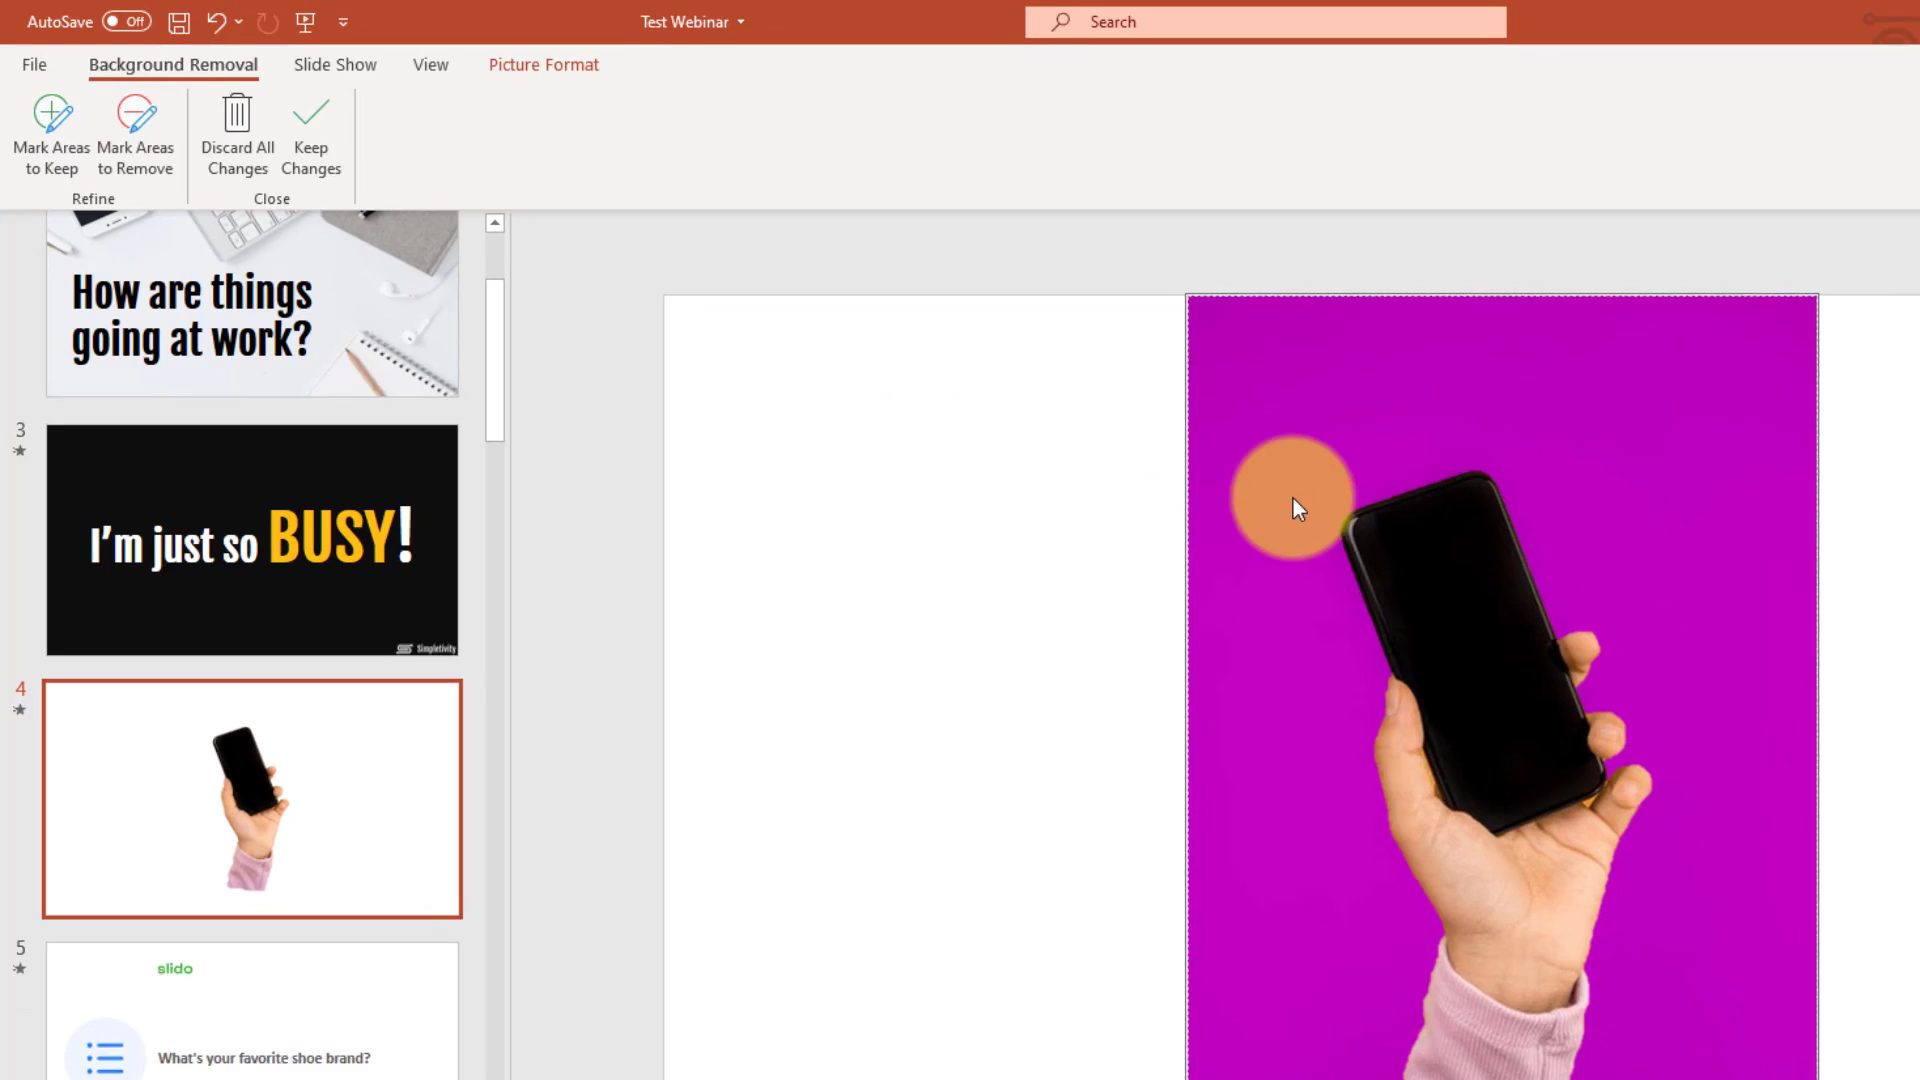 AutoSave Off
Test Webinar
Search
File Background Removal Slide Show View Picture Format
Mark Areas to Keep
Mark Areas to Remove
Discard All Changes
Keep Changes
Refine
Close
How are things
going at work?
3
I'm just so BUSY!
Simpletivity
4
5
slido
What's your favorite shoe brand?